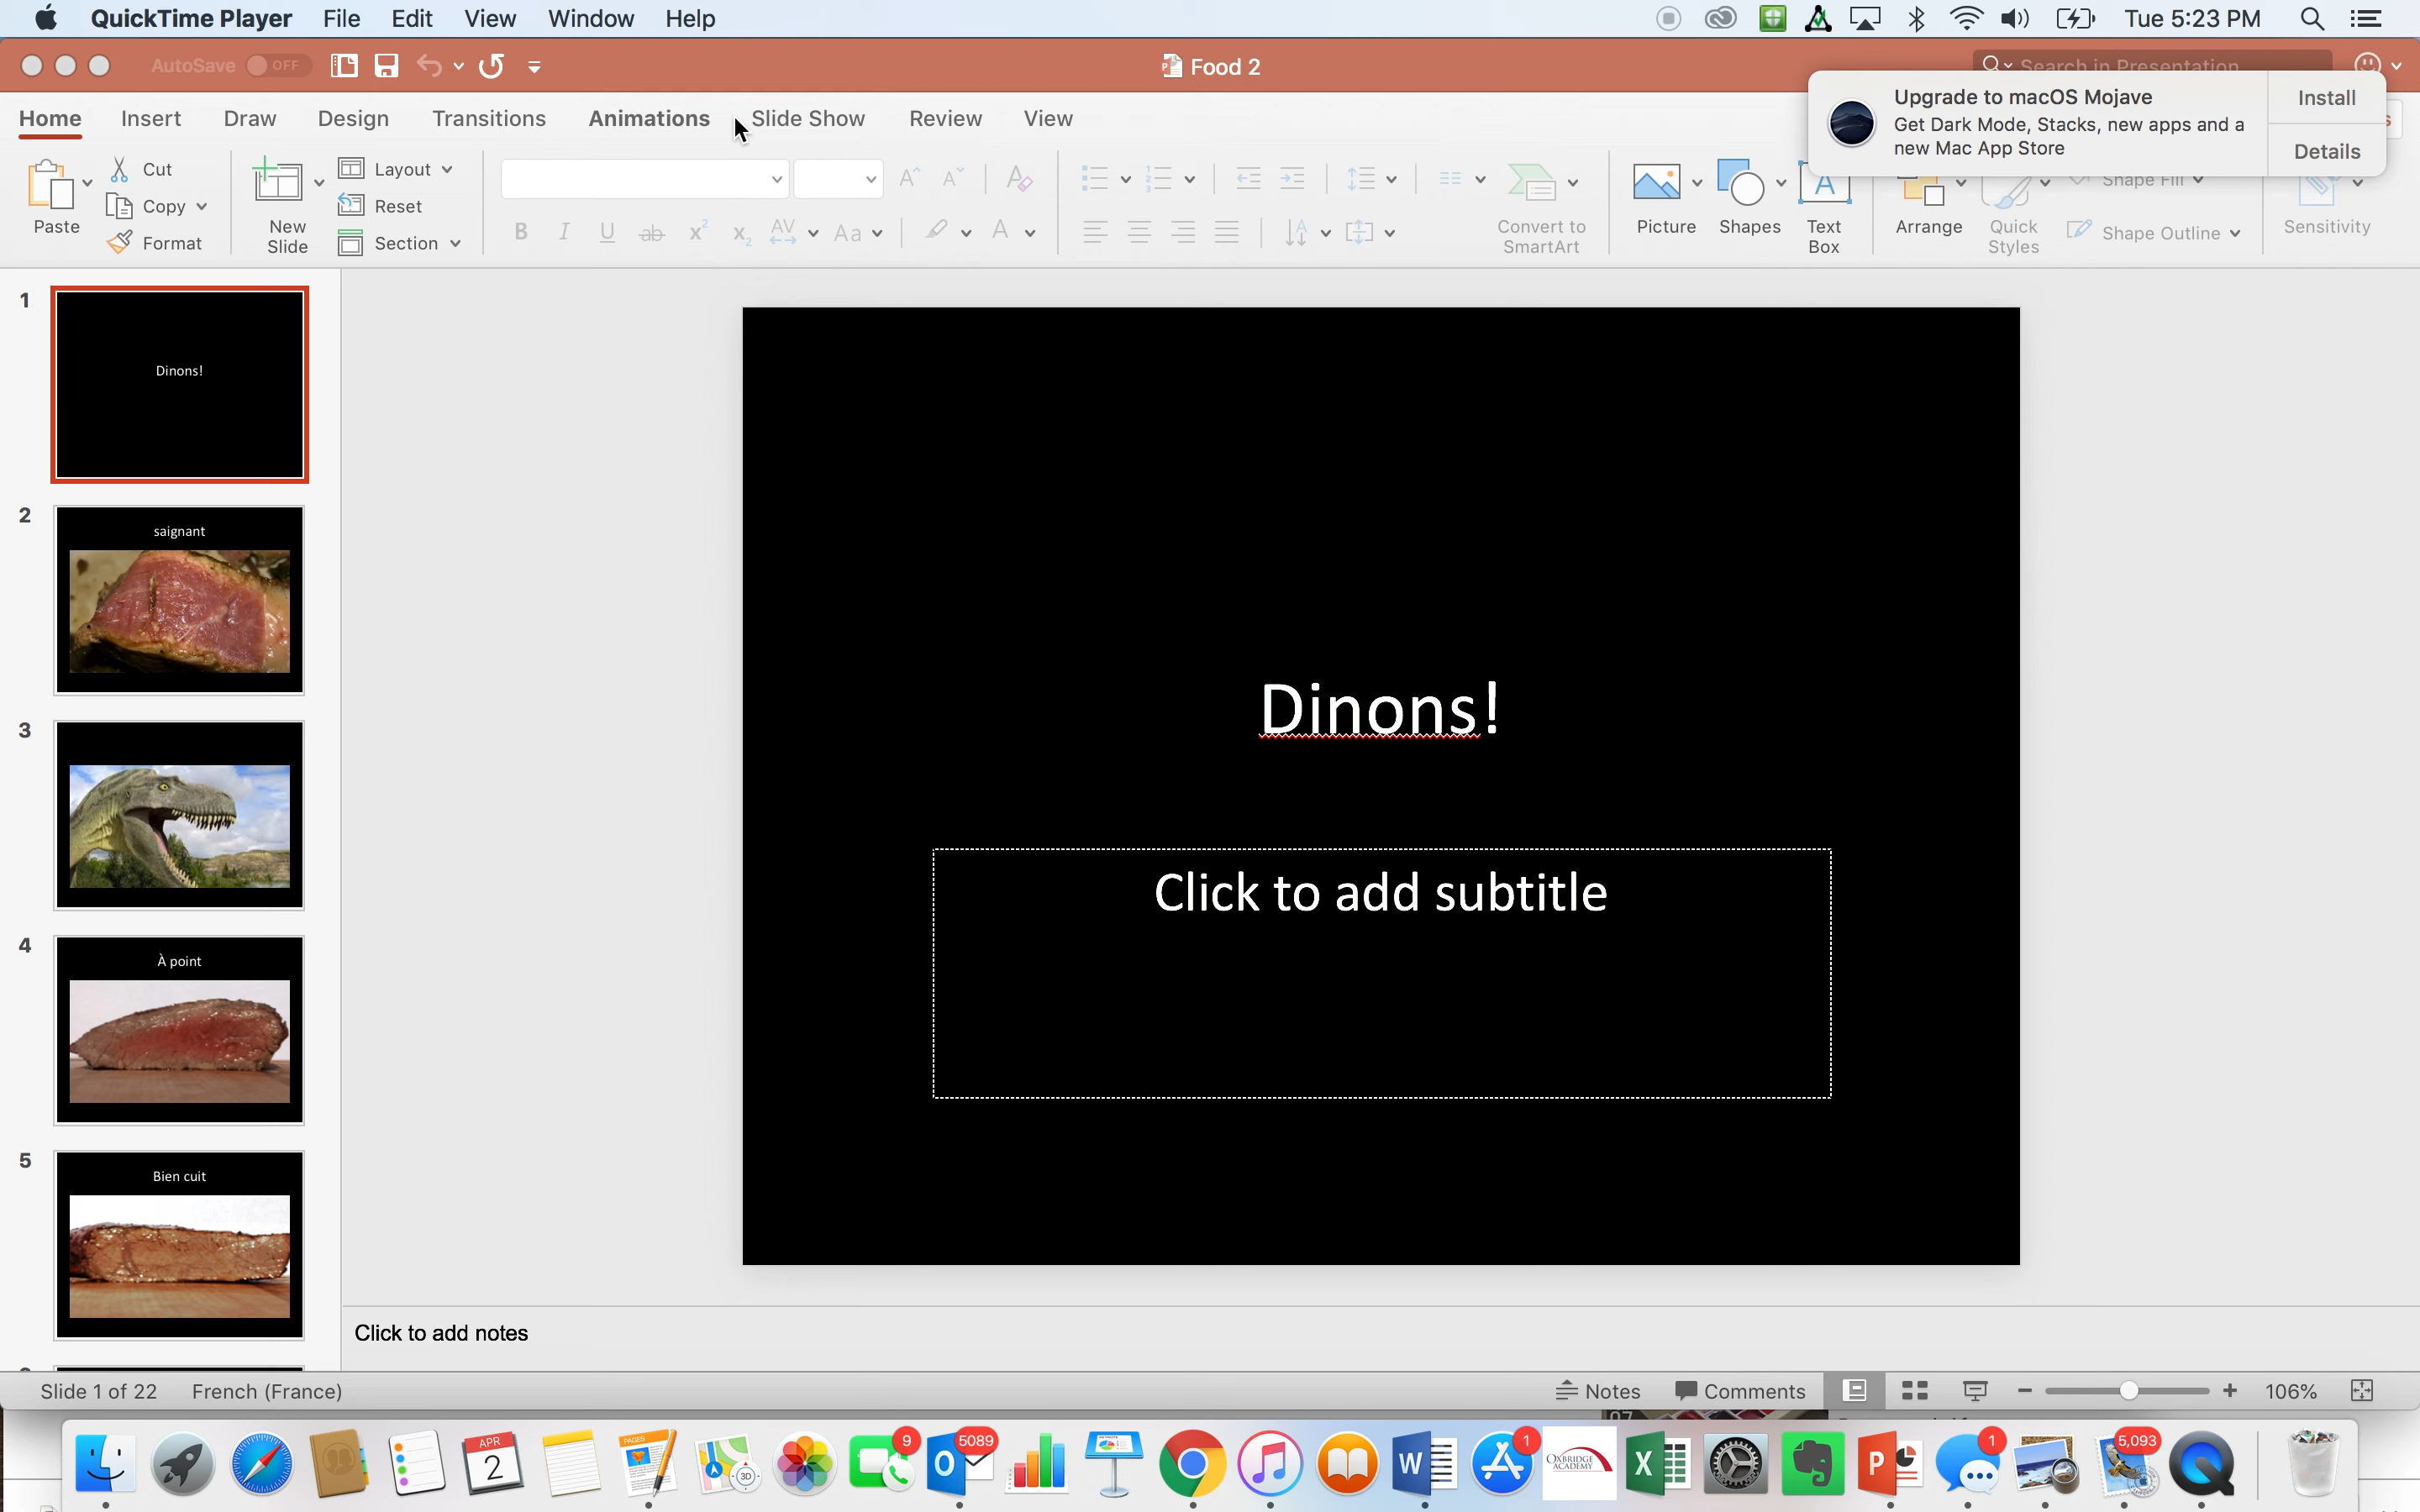 QuickTime Player File Edit View Window Help Tue 5:23 PM
AutoSave OFF Food 2 Search in Presentation
Upgrade to macOS Mojave
Get Dark Mode, Stacks, new apps and a
new Mac App Store
Install
Details
Home Insert Draw Design Transitions Animations Slide Show Review View
Paste
Cut
Copy
Format
New
Slide
Layout
Reset
Section
Convert to
SmartArt
Picture
Shapes
Text
Box
Arrange
Quick
Styles
Shape Fill
Shape Outline
Sensitivity
1
Dinons!
2
saignant
3
4
À point
5
Bien cuit
Dinons!
Click to add subtitle
Click to add notes
Slide 1 of 22 French (France) Notes Comments 106%
APR
2
PAGES
3D
9
5089
1
OXBRIDGE
ACADEMY
1
5,093